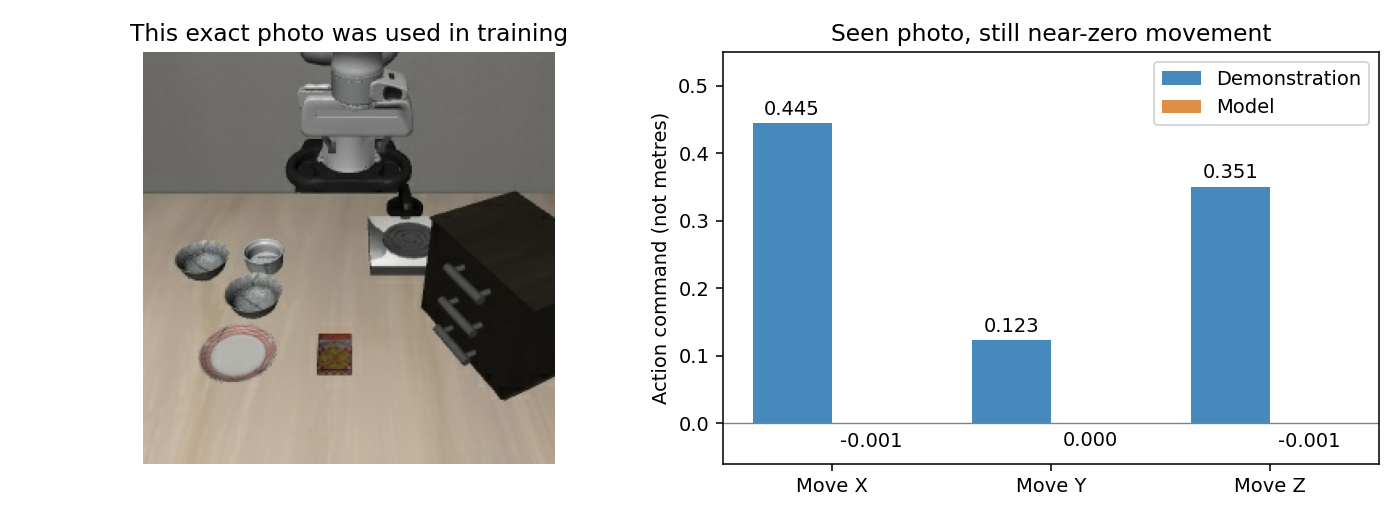 This exact photo was used in training
Seen photo, still near-zero movement
Action command (not metres)
0.5
0.4
0.3
0.2
0.1
0.0
Demonstration
Model
0.445
-0.001
0.123
0.000
0.351
-0.001
Move X
Move Y
Move Z